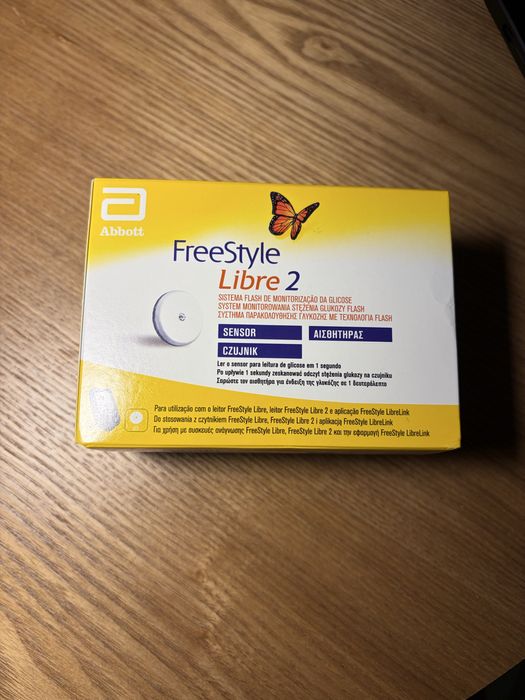 Abbott
FreeStyle
Libre 2
SISTEMA FLASH DE MONITORIZAÇÃO DA GLICOSE
SYSTEM MONITOROWANIA STĘŻENIA GLUKOZY FLASH
ΣΥΣΤΗΜΑ ΠΑΡΑΚΟΛΟΥΘΗΣΗΣ ΓΛΥΚΟΖΗΣ ΜΕ ΤΕΧΝΟΛΟΓΙΑ FLASH
SENSOR
ΑΙΣΘΗΤΗΡΑΣ
CZUJNIK
Ler o sensor para leitura de glicose em 1 segundo
Po upływie 1 sekundy zeskanować odczyt stężenia glukozy na czujniku
Σαρώστε τον αισθητήρα για ένδειξη της γλυκόζης σε 1 δευτερόλεπτο
Para utilização com o leitor FreeStyle Libre, leitor FreeStyle Libre 2 e aplicação FreeStyle LibreLink
Do stosowania z czytnikiem FreeStyle Libre, FreeStyle Libre 2 i aplikacją FreeStyle LibreLink
Για χρήση με συσκευές ανάγνωσης FreeStyle Libre, FreeStyle Libre 2 και την εφαρμογή FreeStyle LibreLink